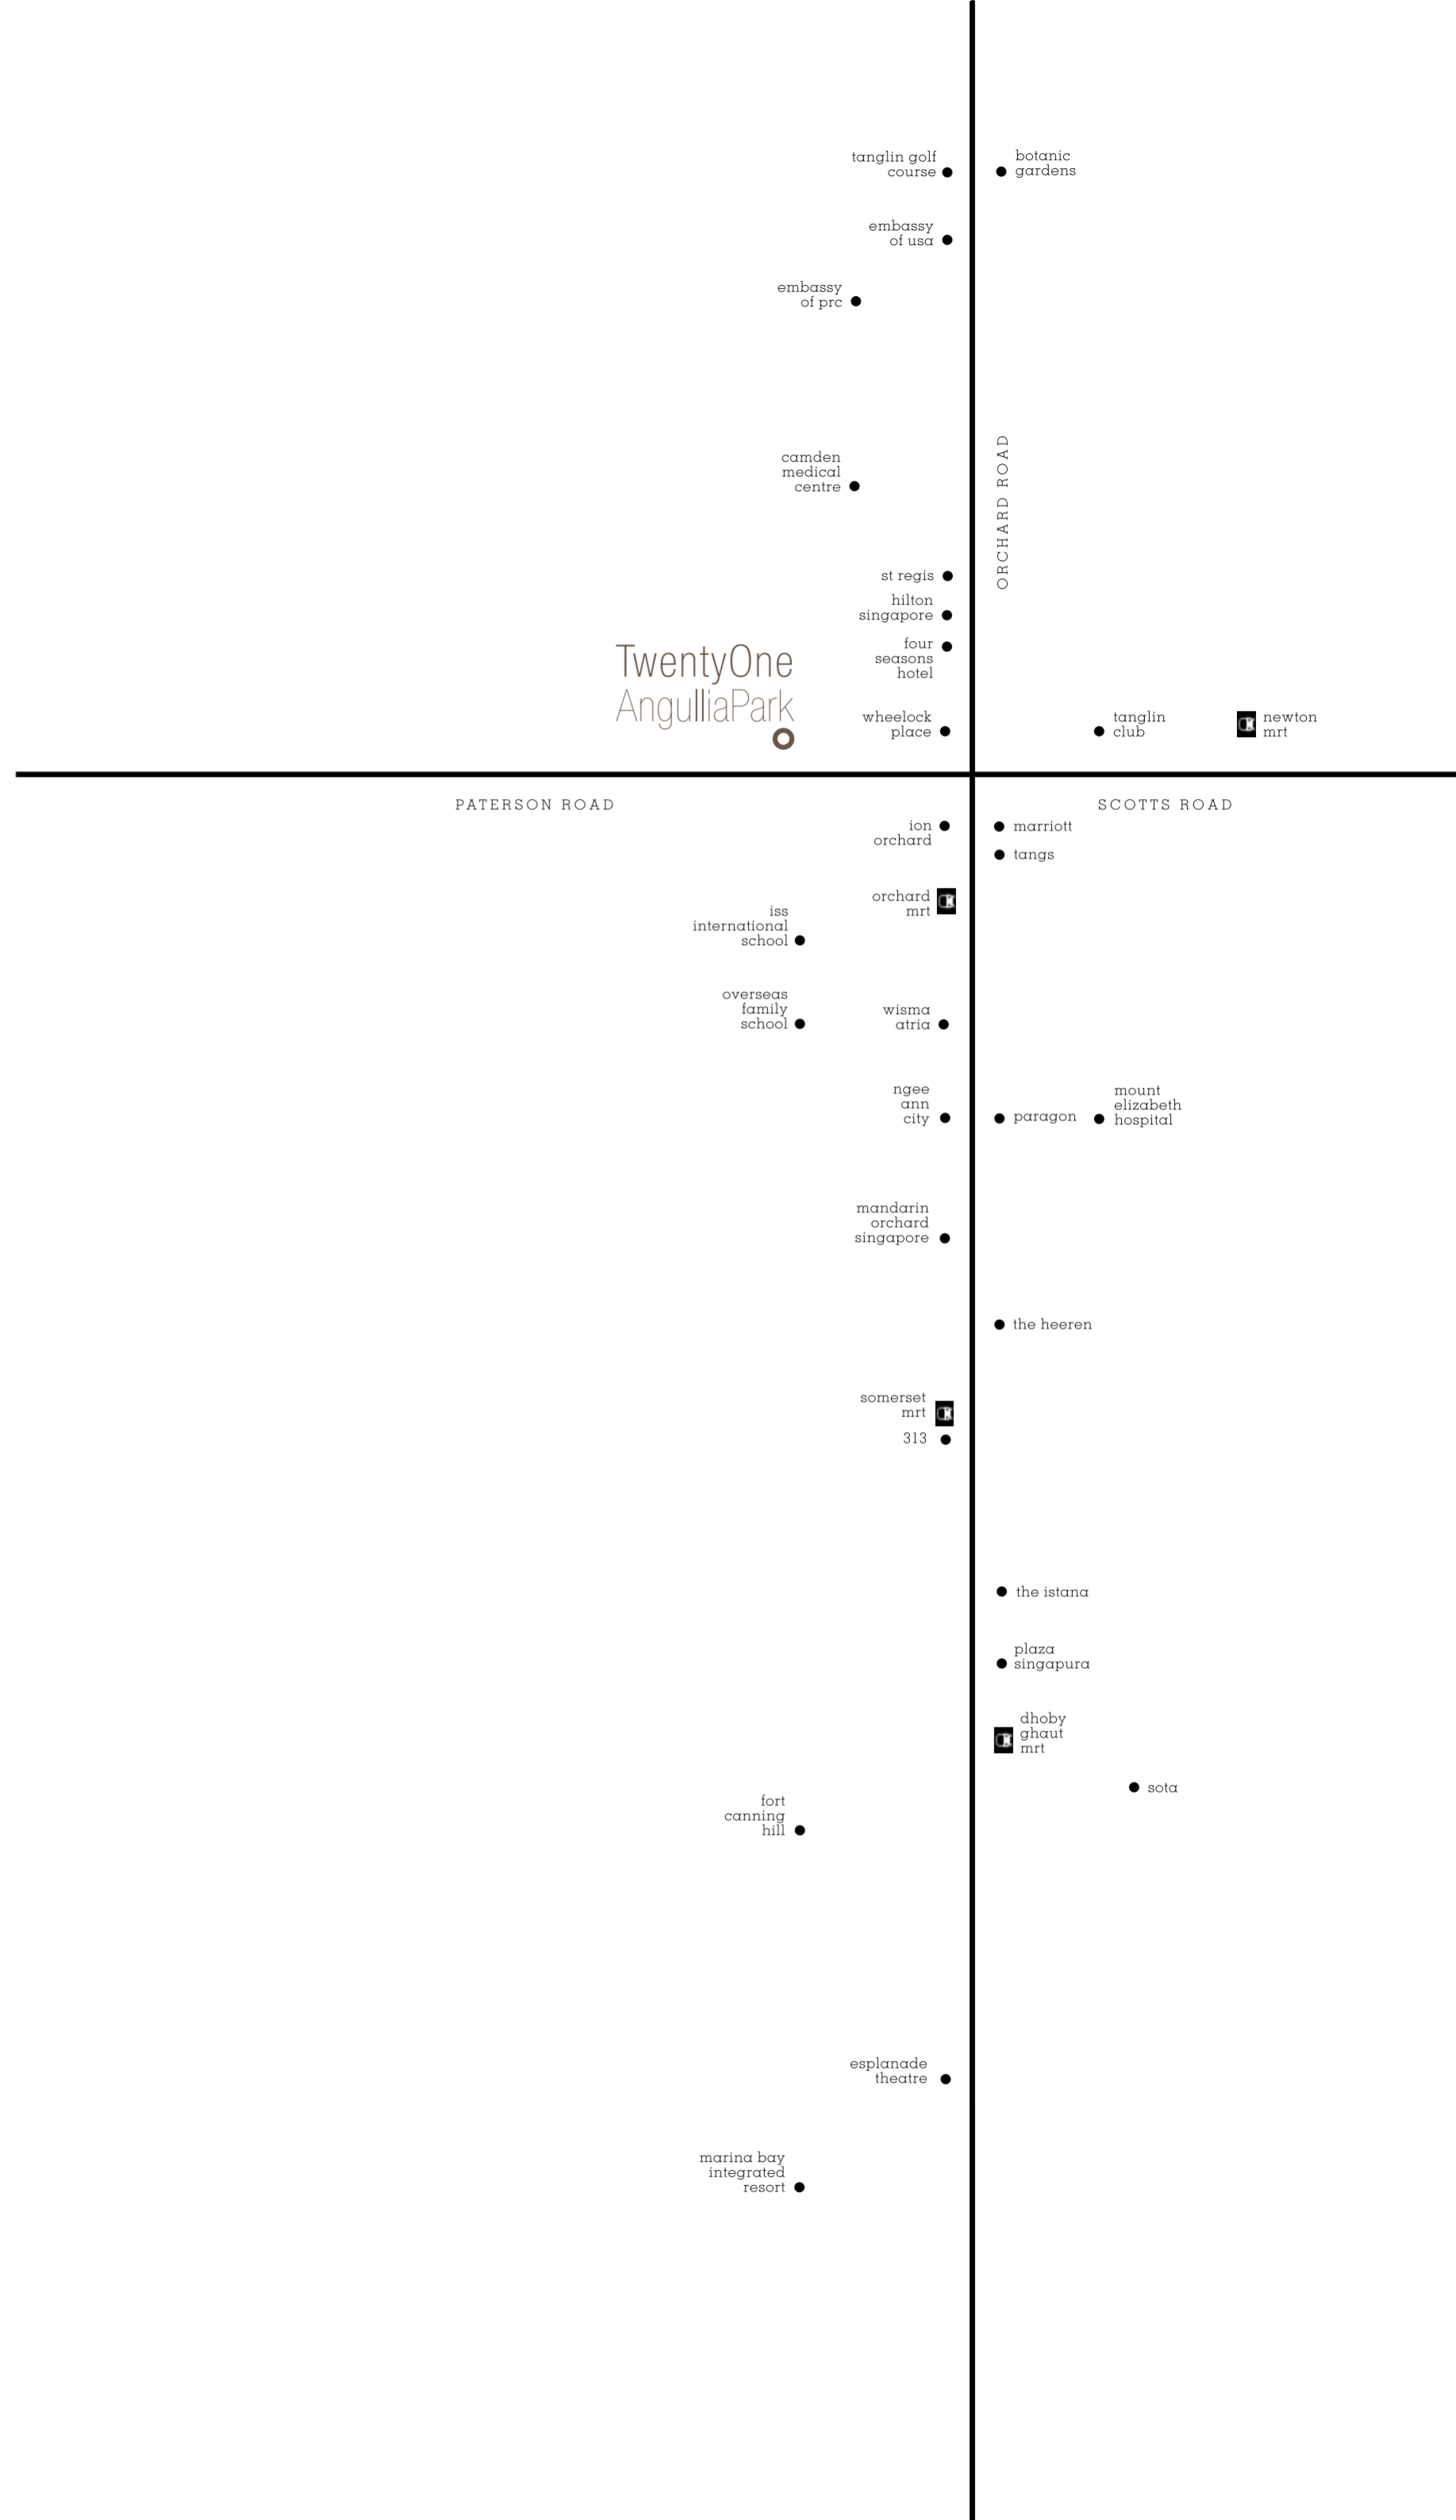 tanglin golf
course
botanic
gardens
embassy
of usa
embassy
of prc
ORCHARD ROAD
camden
medical
centre
st regis
hilton
singapore
four
seasons
hotel
TwentyOne
AngulliaPark
wheelock
place
tanglin
club
newton
mrt
PATERSON ROAD
SCOTTS ROAD
ion
orchard
marriott
tangs
orchard
mrt
iss
international
school
overseas
family
school
wisma
atria
ngee
ann
city
paragon
mount
elizabeth
hospital
mandarin
orchard
singapore
the heeren
somerset
mrt
313
the istana
plaza
singapura
dhoby
ghaut
mrt
sota
fort
canning
hill
esplanade
theatre
marina bay
integrated
resort